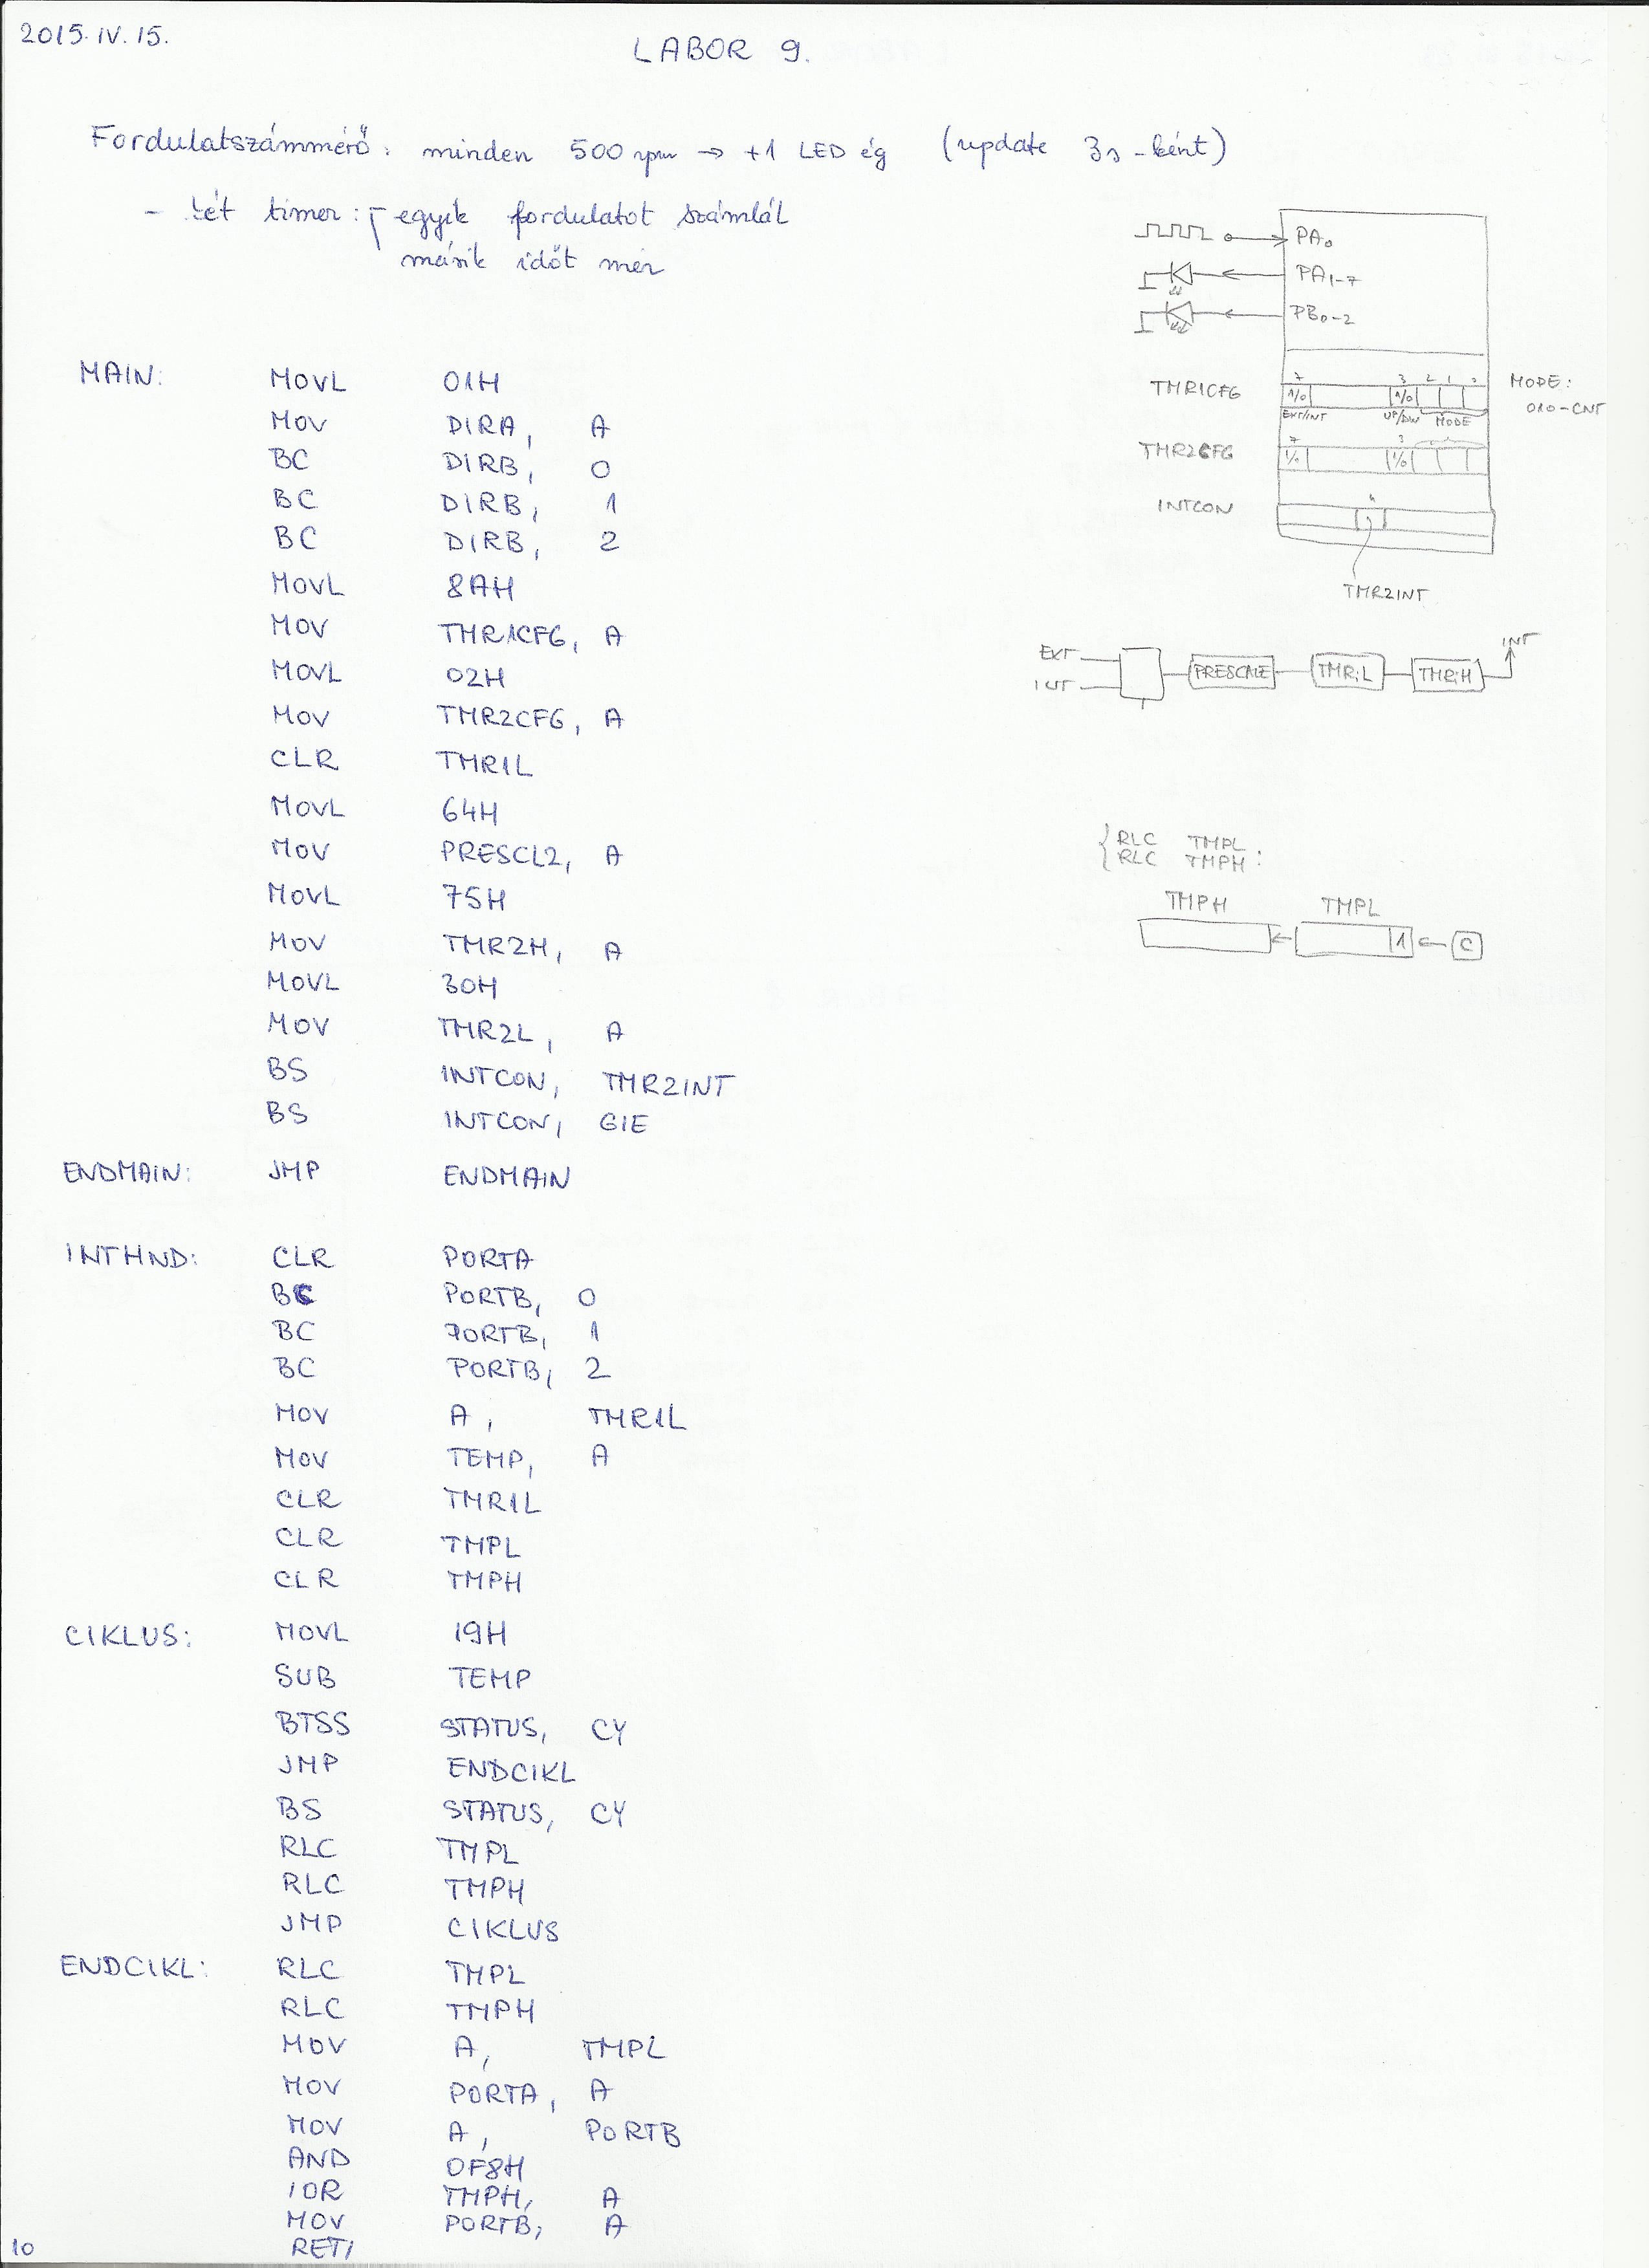 2015. IV. 15.
LABOR 9.
Fordulatszámmérő: minden 500 rpm → +1 LED ég (update 3s-ként)
- két timer: egyik fordulatot számlál
másik időt mér
PA0
PA1-7
PB0-2
7 3 2 1 0
TMR1CFG 1/0 1/0 MODE:
EXT/INT UP/DWN MODE 010-CNT
7 3
TMR2CFG 1/0 1/0
4
INTCON
TMR2INT
EXT INT
INT PRESCALE TMRiL TMRiH
{RLC TMPL
{RLC TMPH :
TMPH TMPL
1 ← C
MAIN: MOVL 01H
MOV DIRA, A
BC DIRB, 0
BC DIRB, 1
BC DIRB, 2
MOVL 8AH
MOV TMR1CFG, A
MOVL 02H
MOV TMR2CFG, A
CLR TMR1L
MOVL 64H
MOV PRESCL2, A
MOVL 75H
MOV TMR2H, A
MOVL 30H
MOV TMR2L, A
BS INTCON, TMR2INT
BS INTCON, GIE
ENDMAIN: JMP ENDMAIN
INTHND: CLR PORTA
BC PORTB, 0
BC PORTB, 1
BC PORTB, 2
MOV A, TMR1L
MOV TEMP, A
CLR TMR1L
CLR TMPL
CLR TMPH
CIKLUS: MOVL 19H
SUB TEMP
BTSS STATUS, CY
JMP ENDCIKL
BS STATUS, CY
RLC TMPL
RLC TMPH
JMP CIKLUS
ENDCIKL: RLC TMPL
RLC TMPH
MOV A, TMPL
MOV PORTA, A
MOV A, PORTB
AND 0F8H
IOR TMPH, A
MOV PORTB, A
RETI
10